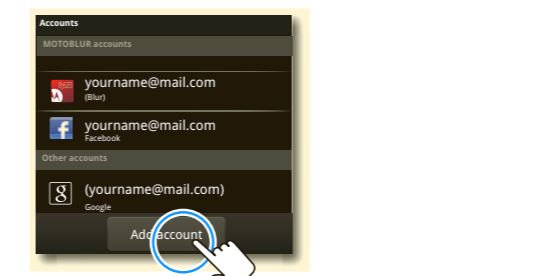 Accounts
MOTOBLUR accounts
yourname@mail.com
(Blur)
yourname@mail.com
Facebook
Other accounts
(yourname@mail.com)
Google
Add account